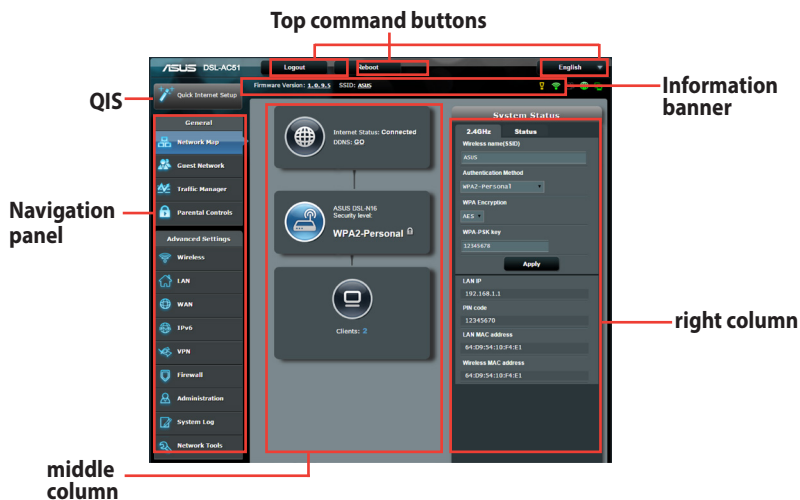 Top command buttons
ASUS DSL-AC51
Logout
Reboot
English
Firmware Version: 1.0.9.5 SSID: ASUS
Information
banner
QIS
Quick Internet Setup
General
Network Map
Guest Network
Traffic Manager
Parental Controls
Navigation
panel
Advanced Settings
Wireless
LAN
WAN
IPv6
VPN
Firewall
Administration
System Log
Network Tools
Internet Status: Connected
DDNS: GO
ASUS DSL-N16
Security level:
WPA2-Personal
Clients: 2
middle
column
System Status
2.4GHz Status
Wireless name(SSID)
ASUS
Authentication Method
WPA2-Personal
WPA Encryption
AES
WPA-PSK key
12345678
Apply
LAN IP
192.168.1.1
PIN code
12345670
LAN MAC address
64:D9:54:10:F4:E1
Wireless MAC address
64:D9:54:10:F4:E1
right column